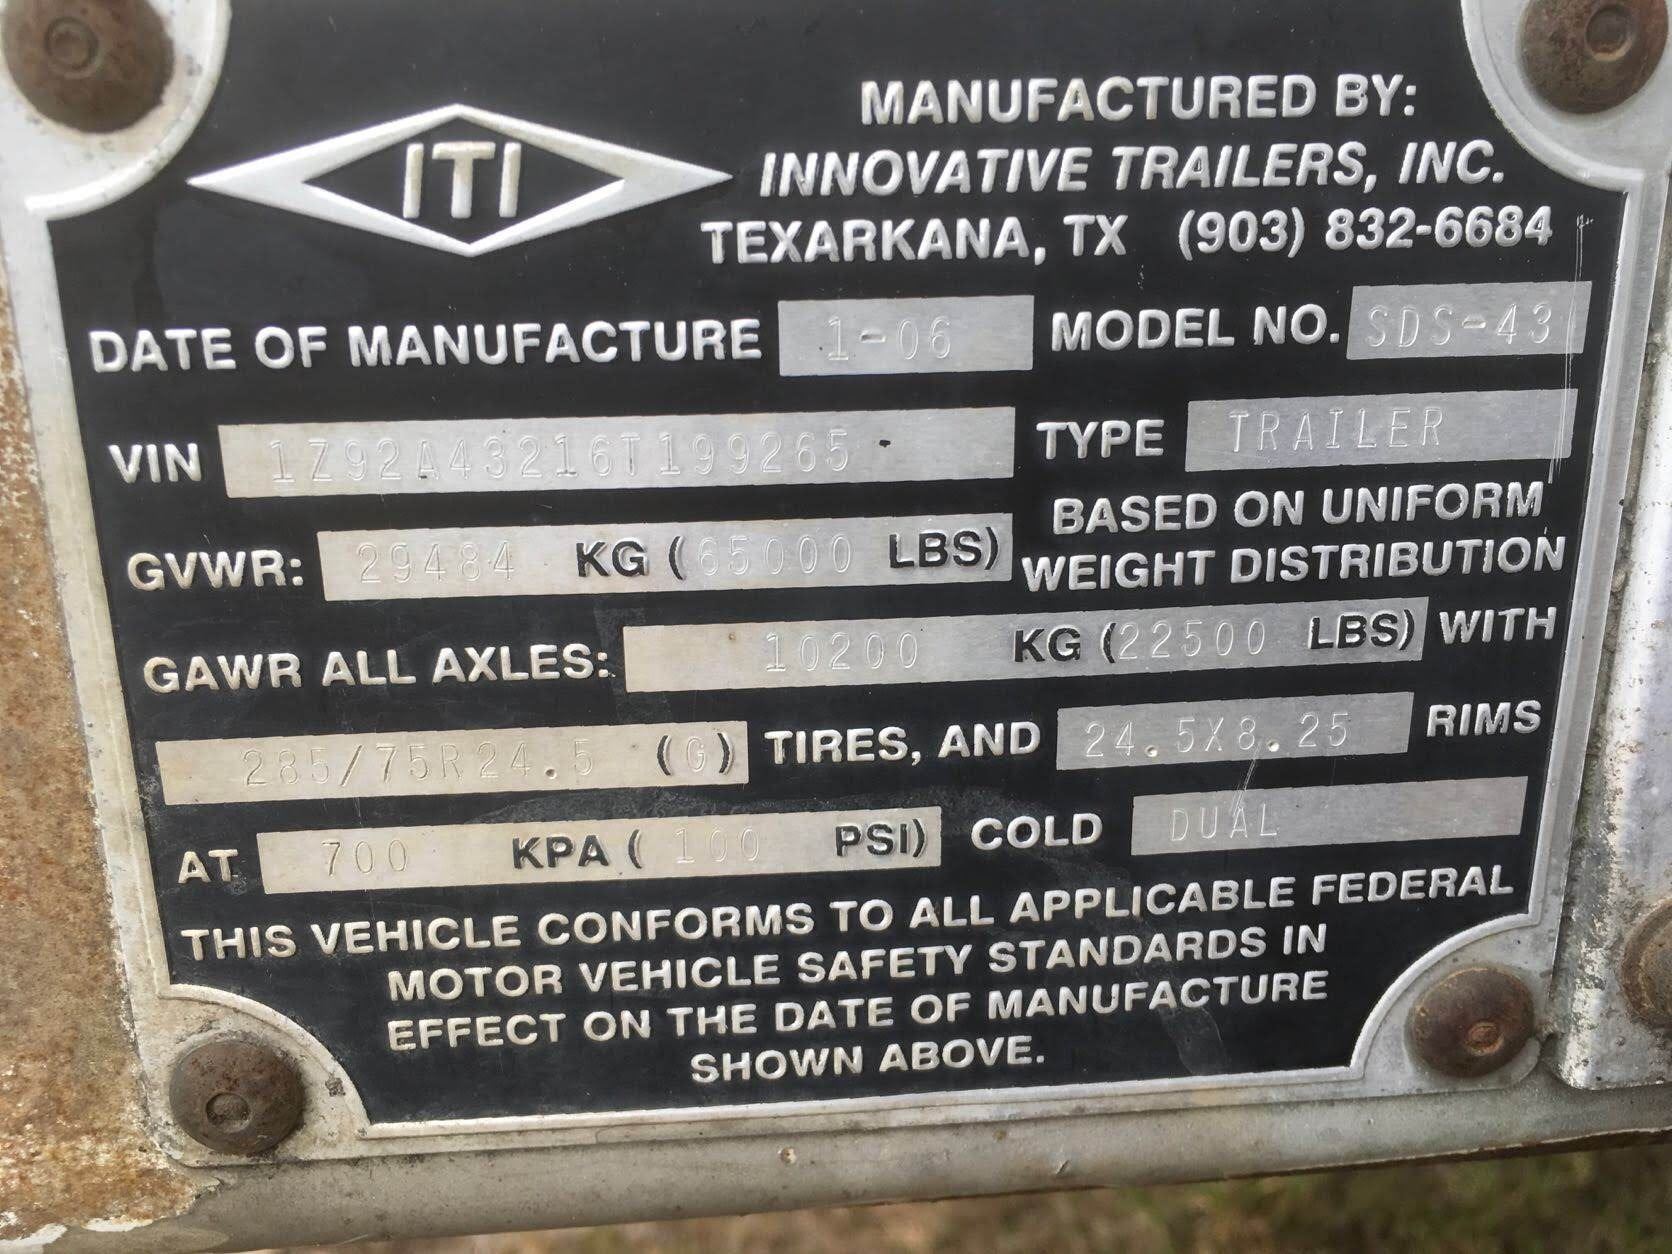 ITI
MANUFACTURED BY:
INNOVATIVE TRAILERS, INC.
TEXARKANA, TX (903) 832-6684
DATE OF MANUFACTURE 1-06 MODEL NO. SDS-43
VIN 1Z92A43216T199265 TYPE TRAILER
GVWR: 29484 KG (65000 LBS) BASED ON UNIFORM WEIGHT DISTRIBUTION
GAWR ALL AXLES: 10200 KG (22500 LBS) WITH
285/75R24.5 (G) TIRES, AND 24.5X8.25 RIMS
AT 700 KPA (100 PSI) COLD DUAL
THIS VEHICLE CONFORMS TO ALL APPLICABLE FEDERAL
MOTOR VEHICLE SAFETY STANDARDS IN
EFFECT ON THE DATE OF MANUFACTURE
SHOWN ABOVE.